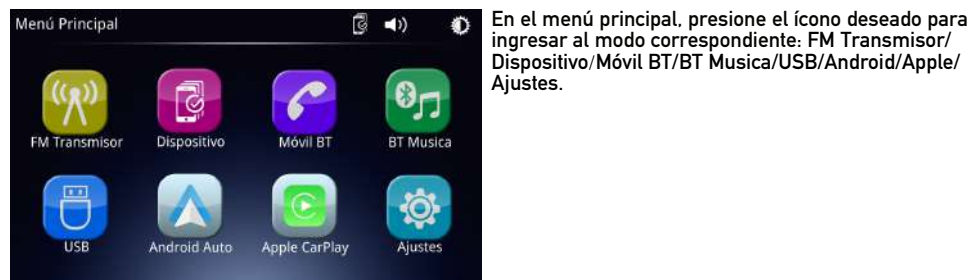 Menú Principal
FM Transmisor
Dispositivo
Móvil BT
BT Musica
USB
Android Auto
Apple CarPlay
Ajustes
En el menú principal, presione el ícono deseado para
ingresar al modo correspondiente: FM Transmisor/
Dispositivo/Móvil BT/BT Musica/USB/Android/Apple/
Ajustes.